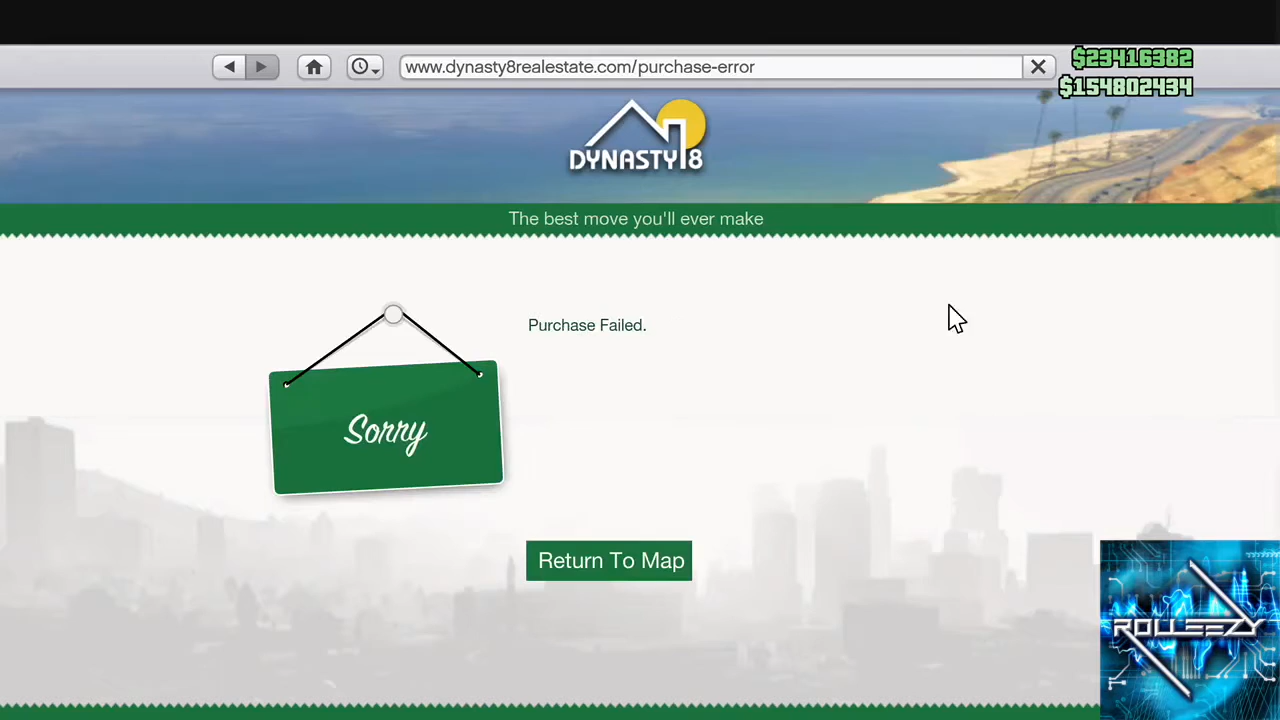 www.dynasty8realestate.com/purchase-error
$23416382
$154802434
DYNASTY8
The best move you'll ever make
Purchase Failed.
Sorry
Return To Map
ROLLEEZY